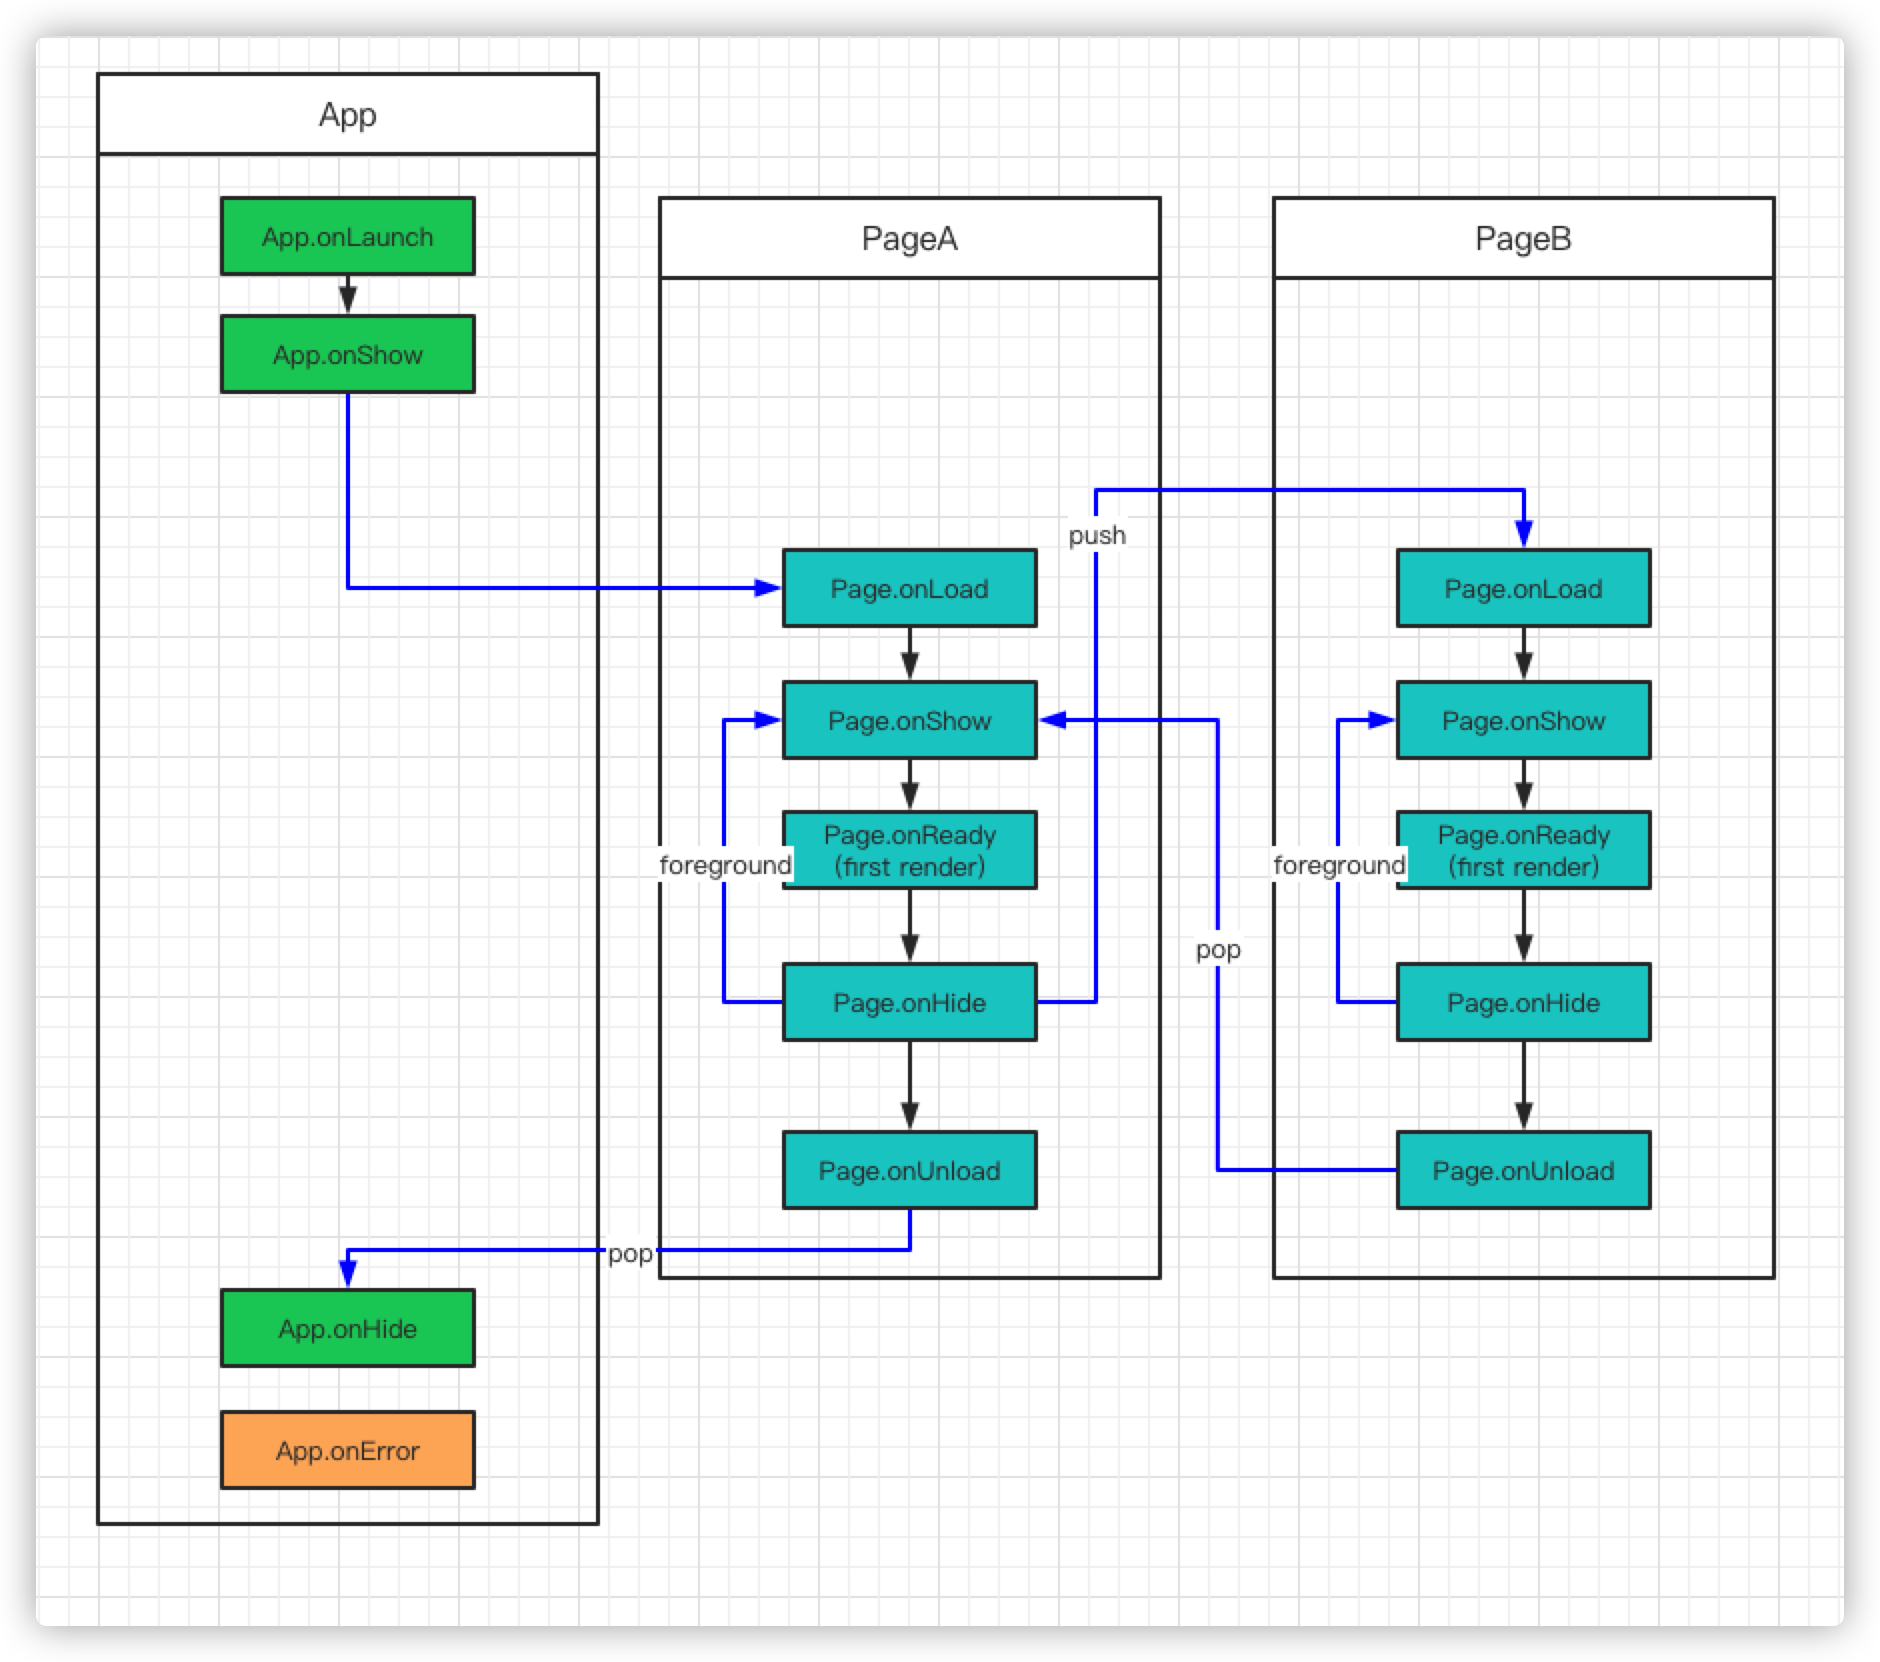 App
App.onLaunch
App.onShow
App.onHide
App.onError
PageA
push
Page.onLoad
Page.onShow
Page.onReady
(first render)
foreground
Page.onHide
Page.onUnload
pop
pop
PageB
Page.onLoad
Page.onShow
Page.onReady
(first render)
foreground
Page.onHide
Page.onUnload